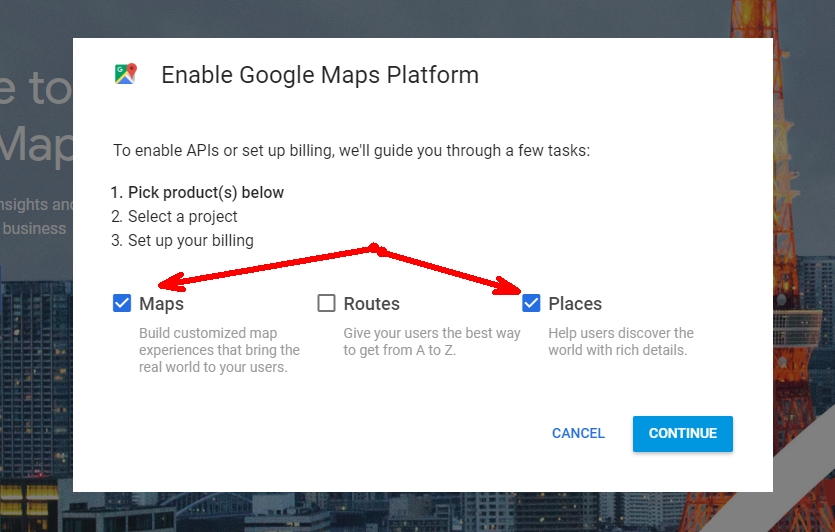 Enable Google Maps Platform
e to
Map
nsights and
business
To enable APIs or set up billing, we'll guide you through a few tasks:
1. Pick product(s) below
2. Select a project
3. Set up your billing
Maps
Build customized map
experiences that bring the
real world to your users.
Routes
Give your users the best way
to get from A to Z.
Places
Help users discover the
world with rich details.
CANCEL
CONTINUE